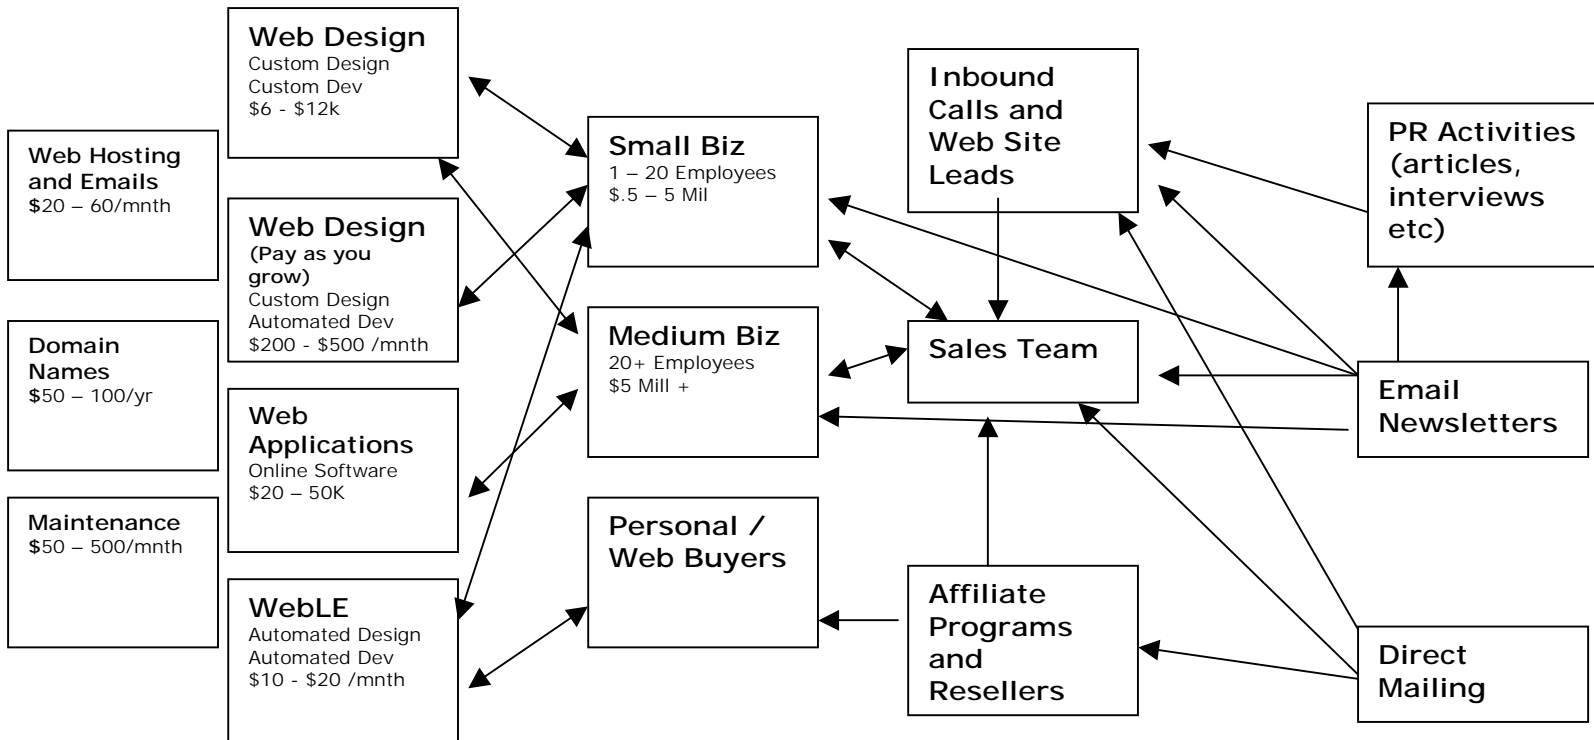 Web Hosting
and Emails
$20 – 60/mnth
Domain
Names
$50 – 100/yr
Maintenance
$50 – 500/mnth
Web Design
Custom Design
Custom Dev
$6 - $12k
Web Design
(Pay as you
grow)
Custom Design
Automated Dev
$200 - $500 /mnth
Web
Applications
Online Software
$20 – 50K
WebLE
Automated Design
Automated Dev
$10 - $20 /mnth
Small Biz
1 – 20 Employees
$.5 – 5 Mil
Medium Biz
20+ Employees
$5 Mill +
Personal /
Web Buyers
Inbound
Calls and
Web Site
Leads
Sales Team
Affiliate
Programs
and
Resellers
PR Activities
(articles,
interviews
etc)
Email
Newsletters
Direct
Mailing